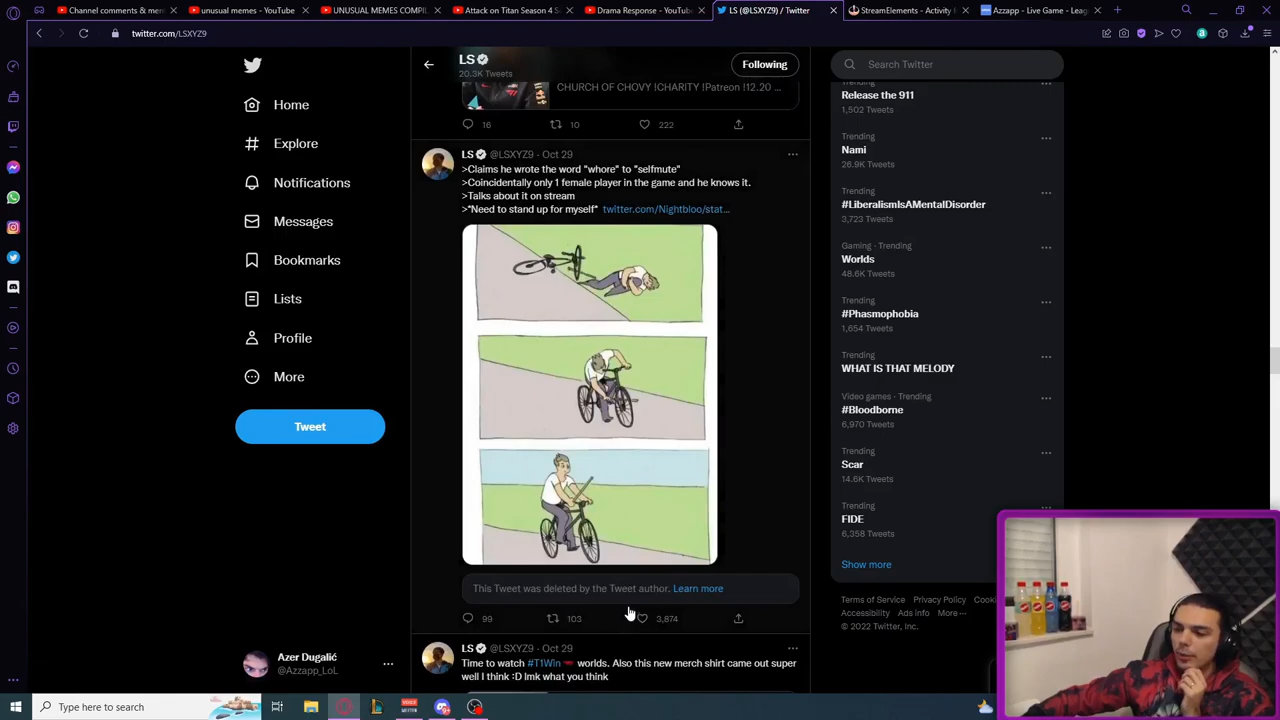 Channel comments & men
unusual memes - YouTube
UNUSUAL MEMES COMPIL
Attack on Titan Season 4 5
Drama Response - YouTube
LS (@LSXYZ9) / Twitter
StreamElements - Activity F
Azzapp - Live Game - Leag
twitter.com/LSXYZ9
LS
20.3K Tweets
Following
Search Twitter
Home
Explore
Notifications
Messages
Bookmarks
Lists
Profile
More
Tweet
Azer Dugalić
@Azzapp_LoL
CHURCH OF CHOVY !CHARITY !Patreon !12.20 ...
16
10
222
LS @LSXYZ9 · Oct 29
>Claims he wrote the word "whore" to "selfmute"
>Coincidentally only 1 female player in the game and he knows it.
>Talks about it on stream
>*Need to stand up for myself* twitter.com/Nightbloo/stat...
This Tweet was deleted by the Tweet author. Learn more
99
103
3,874
LS @LSXYZ9 · Oct 29
Time to watch #T1Win worlds. Also this new merch shirt came out super
well I think :D lmk what you think
Trending
Release the 911
1,502 Tweets
Trending
Nami
26.9K Tweets
Trending
#LiberalismIsAMentalDisorder
3,723 Tweets
Gaming · Trending
Worlds
48.6K Tweets
Trending
#Phasmophobia
1,654 Tweets
Trending
WHAT IS THAT MELODY
Video games · Trending
#Bloodborne
6,970 Tweets
Trending
Scar
14.6K Tweets
Trending
FIDE
6,358 Tweets
Show more
Terms of Service Privacy Policy Cooki
Accessibility Ads info More ...
© 2022 Twitter, Inc.
Type here to search